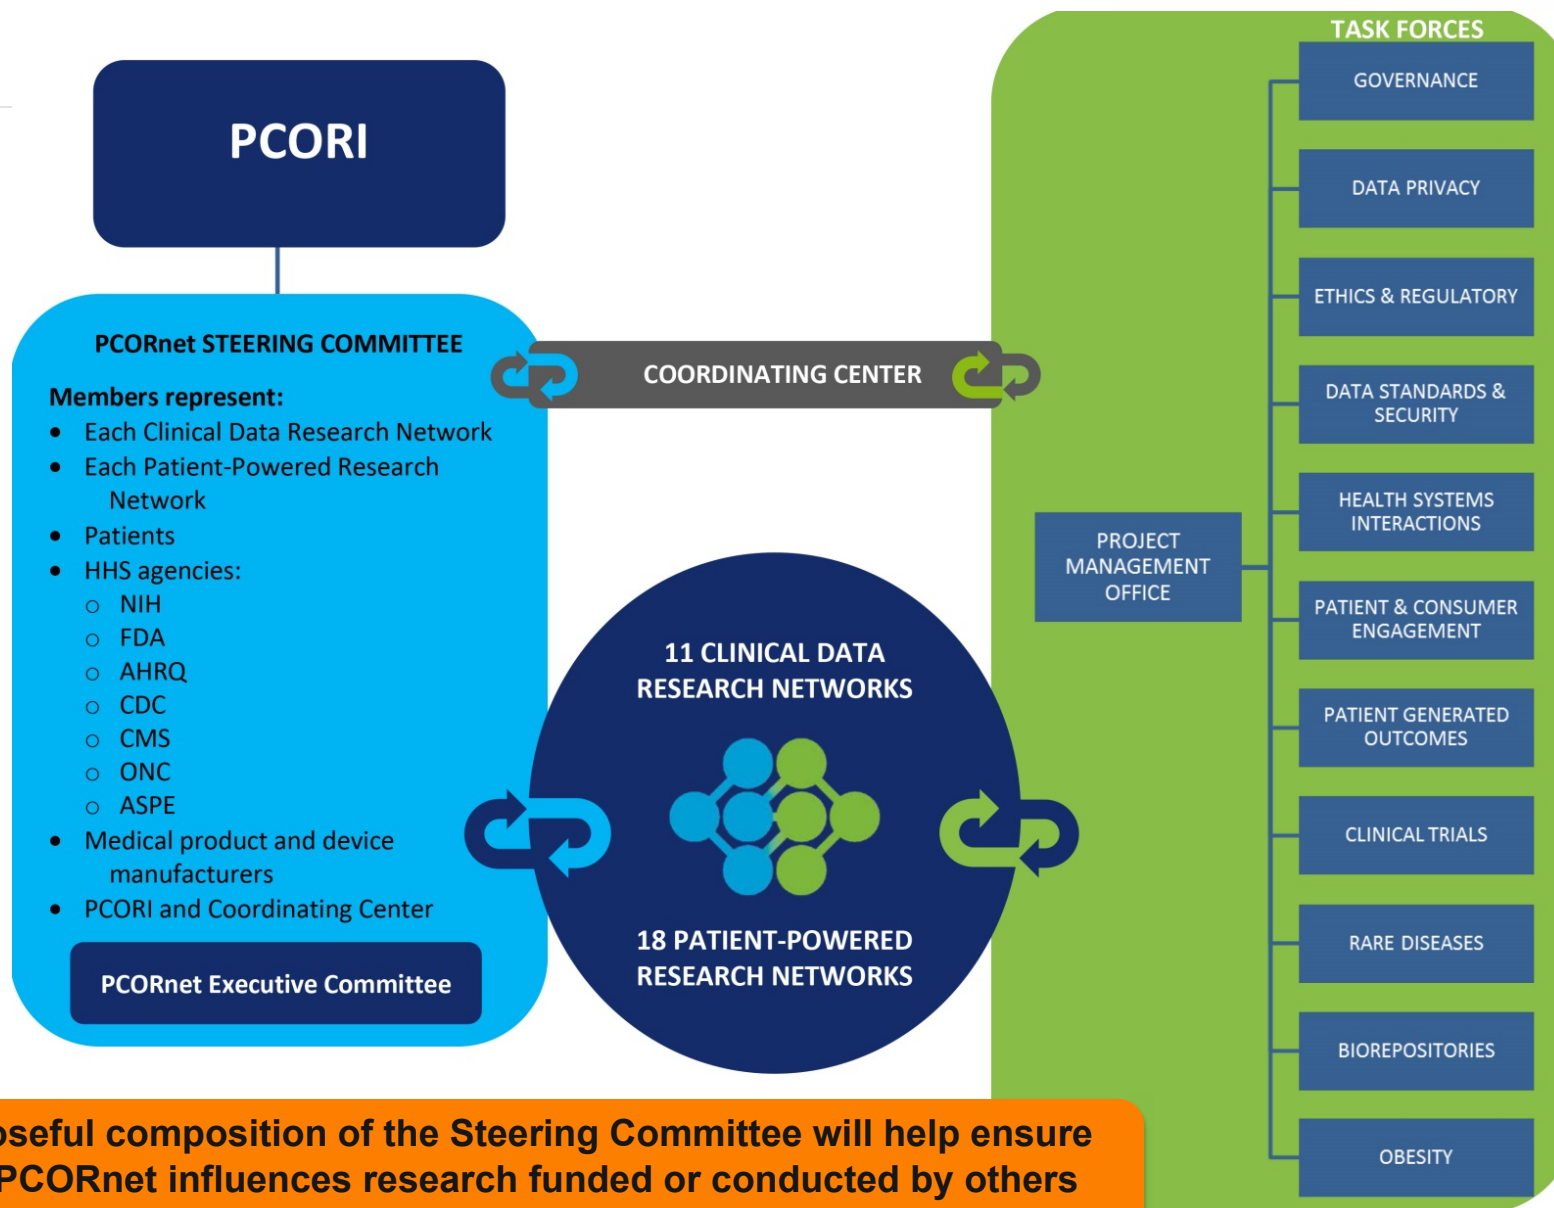 PCORI
PCORnet STEERING COMMITTEE
Members represent:
• Each Clinical Data Research Network
• Each Patient-Powered Research
Network
• Patients
• HHS agencies:
o NIH
o FDA
o AHRQ
o CDC
o CMS
o ONC
o ASPE
• Medical product and device
manufacturers
• PCORI and Coordinating Center
PCORnet Executive Committee
COORDINATING CENTER
11 CLINICAL DATA
RESEARCH NETWORKS
18 PATIENT-POWERED
RESEARCH NETWORKS
TASK FORCES
PROJECT
MANAGEMENT
OFFICE
GOVERNANCE
DATA PRIVACY
ETHICS & REGULATORY
DATA STANDARDS &
SECURITY
HEALTH SYSTEMS
INTERACTIONS
PATIENT & CONSUMER
ENGAGEMENT
PATIENT GENERATED
OUTCOMES
CLINICAL TRIALS
RARE DISEASES
BIOREPOSITORIES
OBESITY
composition of the Steering Committee will help ensure
PCORnet influences research funded or conducted by others